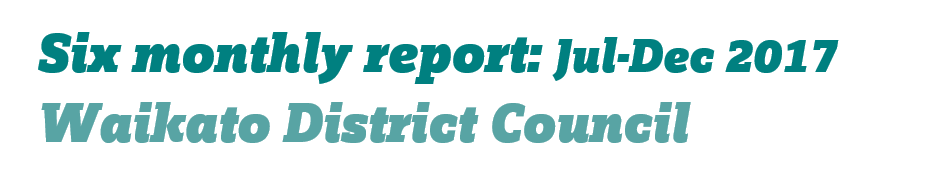 Six monthly report: Jul-Dec 2017
Waikato District Council